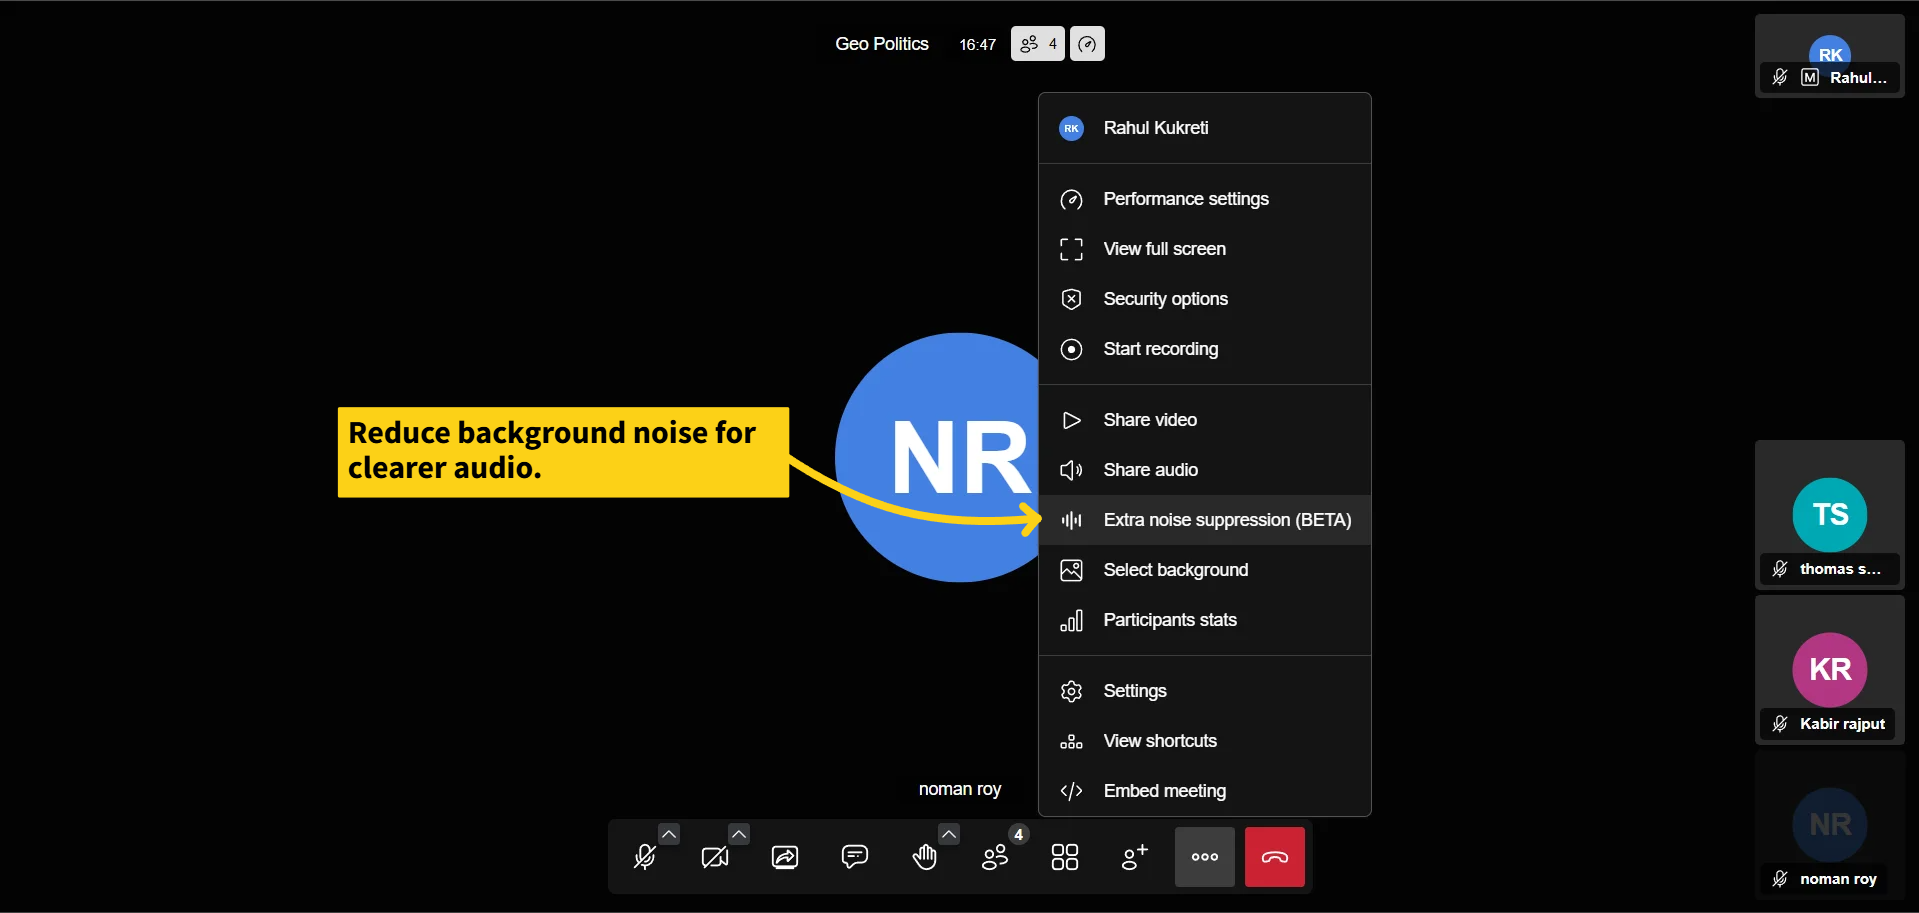 Geo Politics
16:47
4
RK
M Rahul...
RK
Rahul Kukreti
Performance settings
View full screen
Security options
Start recording
Share video
Share audio
Extra noise suppression (BETA)
Select background
Participants stats
Settings
View shortcuts
Embed meeting
Reduce background noise for
clearer audio.
NR
noman roy
4
TS
thomas s...
KR
Kabir rajput
NR
noman roy